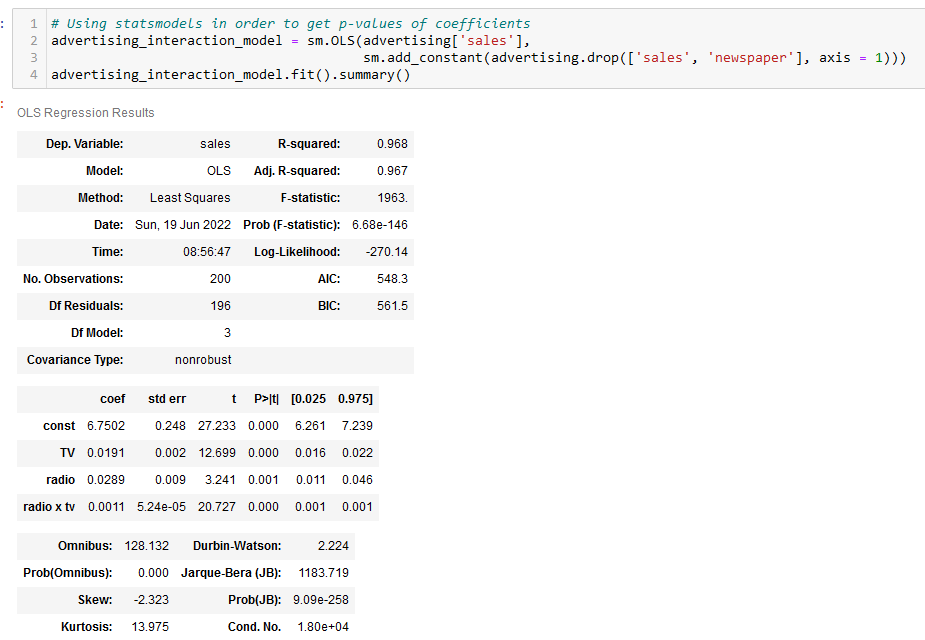 1 # Using statsmodels in order to get p-values of coefficients
2 advertising_interaction_model = sm.OLS(advertising['sales'],
3 sm.add_constant(advertising.drop(['sales', 'newspaper'], axis = 1)))
4 advertising_interaction_model.fit().summary()
OLS Regression Results
Dep. Variable: sales R-squared: 0.968
Model: OLS Adj. R-squared: 0.967
Method: Least Squares F-statistic: 1963.
Date: Sun, 19 Jun 2022 Prob (F-statistic): 6.68e-146
Time: 08:56:47 Log-Likelihood: -270.14
No. Observations: 200 AIC: 548.3
Df Residuals: 196 BIC: 561.5
Df Model: 3
Covariance Type: nonrobust
coef std err t P>|t| [0.025 0.975]
const 6.7502 0.248 27.233 0.000 6.261 7.239
TV 0.0191 0.002 12.699 0.000 0.016 0.022
radio 0.0289 0.009 3.241 0.001 0.011 0.046
radio x tv 0.0011 5.24e-05 20.727 0.000 0.001 0.001
Omnibus: 128.132 Durbin-Watson: 2.224
Prob(Omnibus): 0.000 Jarque-Bera (JB): 1183.719
Skew: -2.323 Prob(JB): 9.09e-258
Kurtosis: 13.975 Cond. No. 1.80e+04